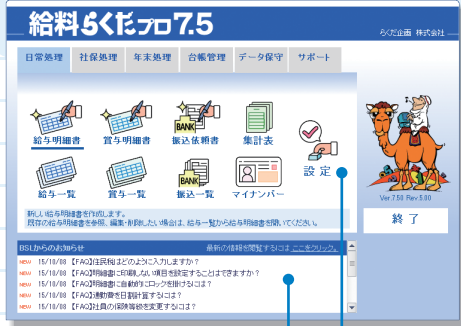 給料らくだプロ7.5
らくだ企画 株式会社
日常処理 社保処理 年末処理 台帳管理 データ保守 サポート
給与明細書 賞与明細書 BANK 振込依頼書 集計表 設定
給与一覧 賞与一覧 BANK 振込一覧 マイナンバー
Ver.7.50 Rev.5.00
終了
新しい給与明細書を作成します。
既存の給与明細書を参照、編集・削除したい場合は、給与一覧から給与明細書を開いてください。
BSLからのお知らせ 最新の情報を閲覧するにはここをクリック。
NEW 15/10/08 【FAQ】住民税はどのように入力しますか？
NEW 15/10/08 【FAQ】明細書に印刷しない項目を設定することはできますか？
NEW 15/10/08 【FAQ】明細書に自動的にロックを掛けるには？
NEW 15/10/08 【FAQ】通勤費を日割計算するには？
NEW 15/10/08 【FAQ】社員の保険等級を変更するには？